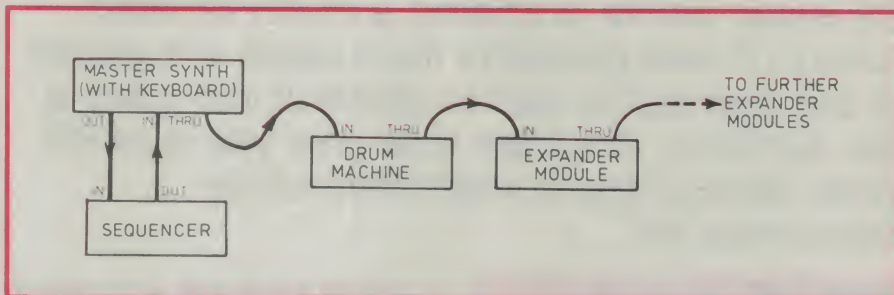 MASTER SYNTH
(WITH KEYBOARD)
OUT
IN
THRU
IN
OUT
SEQUENCER
IN
THRU
DRUM
MACHINE
IN
THRU
EXPANDER
MODULE
TO FURTHER
EXPANDER
MODULES